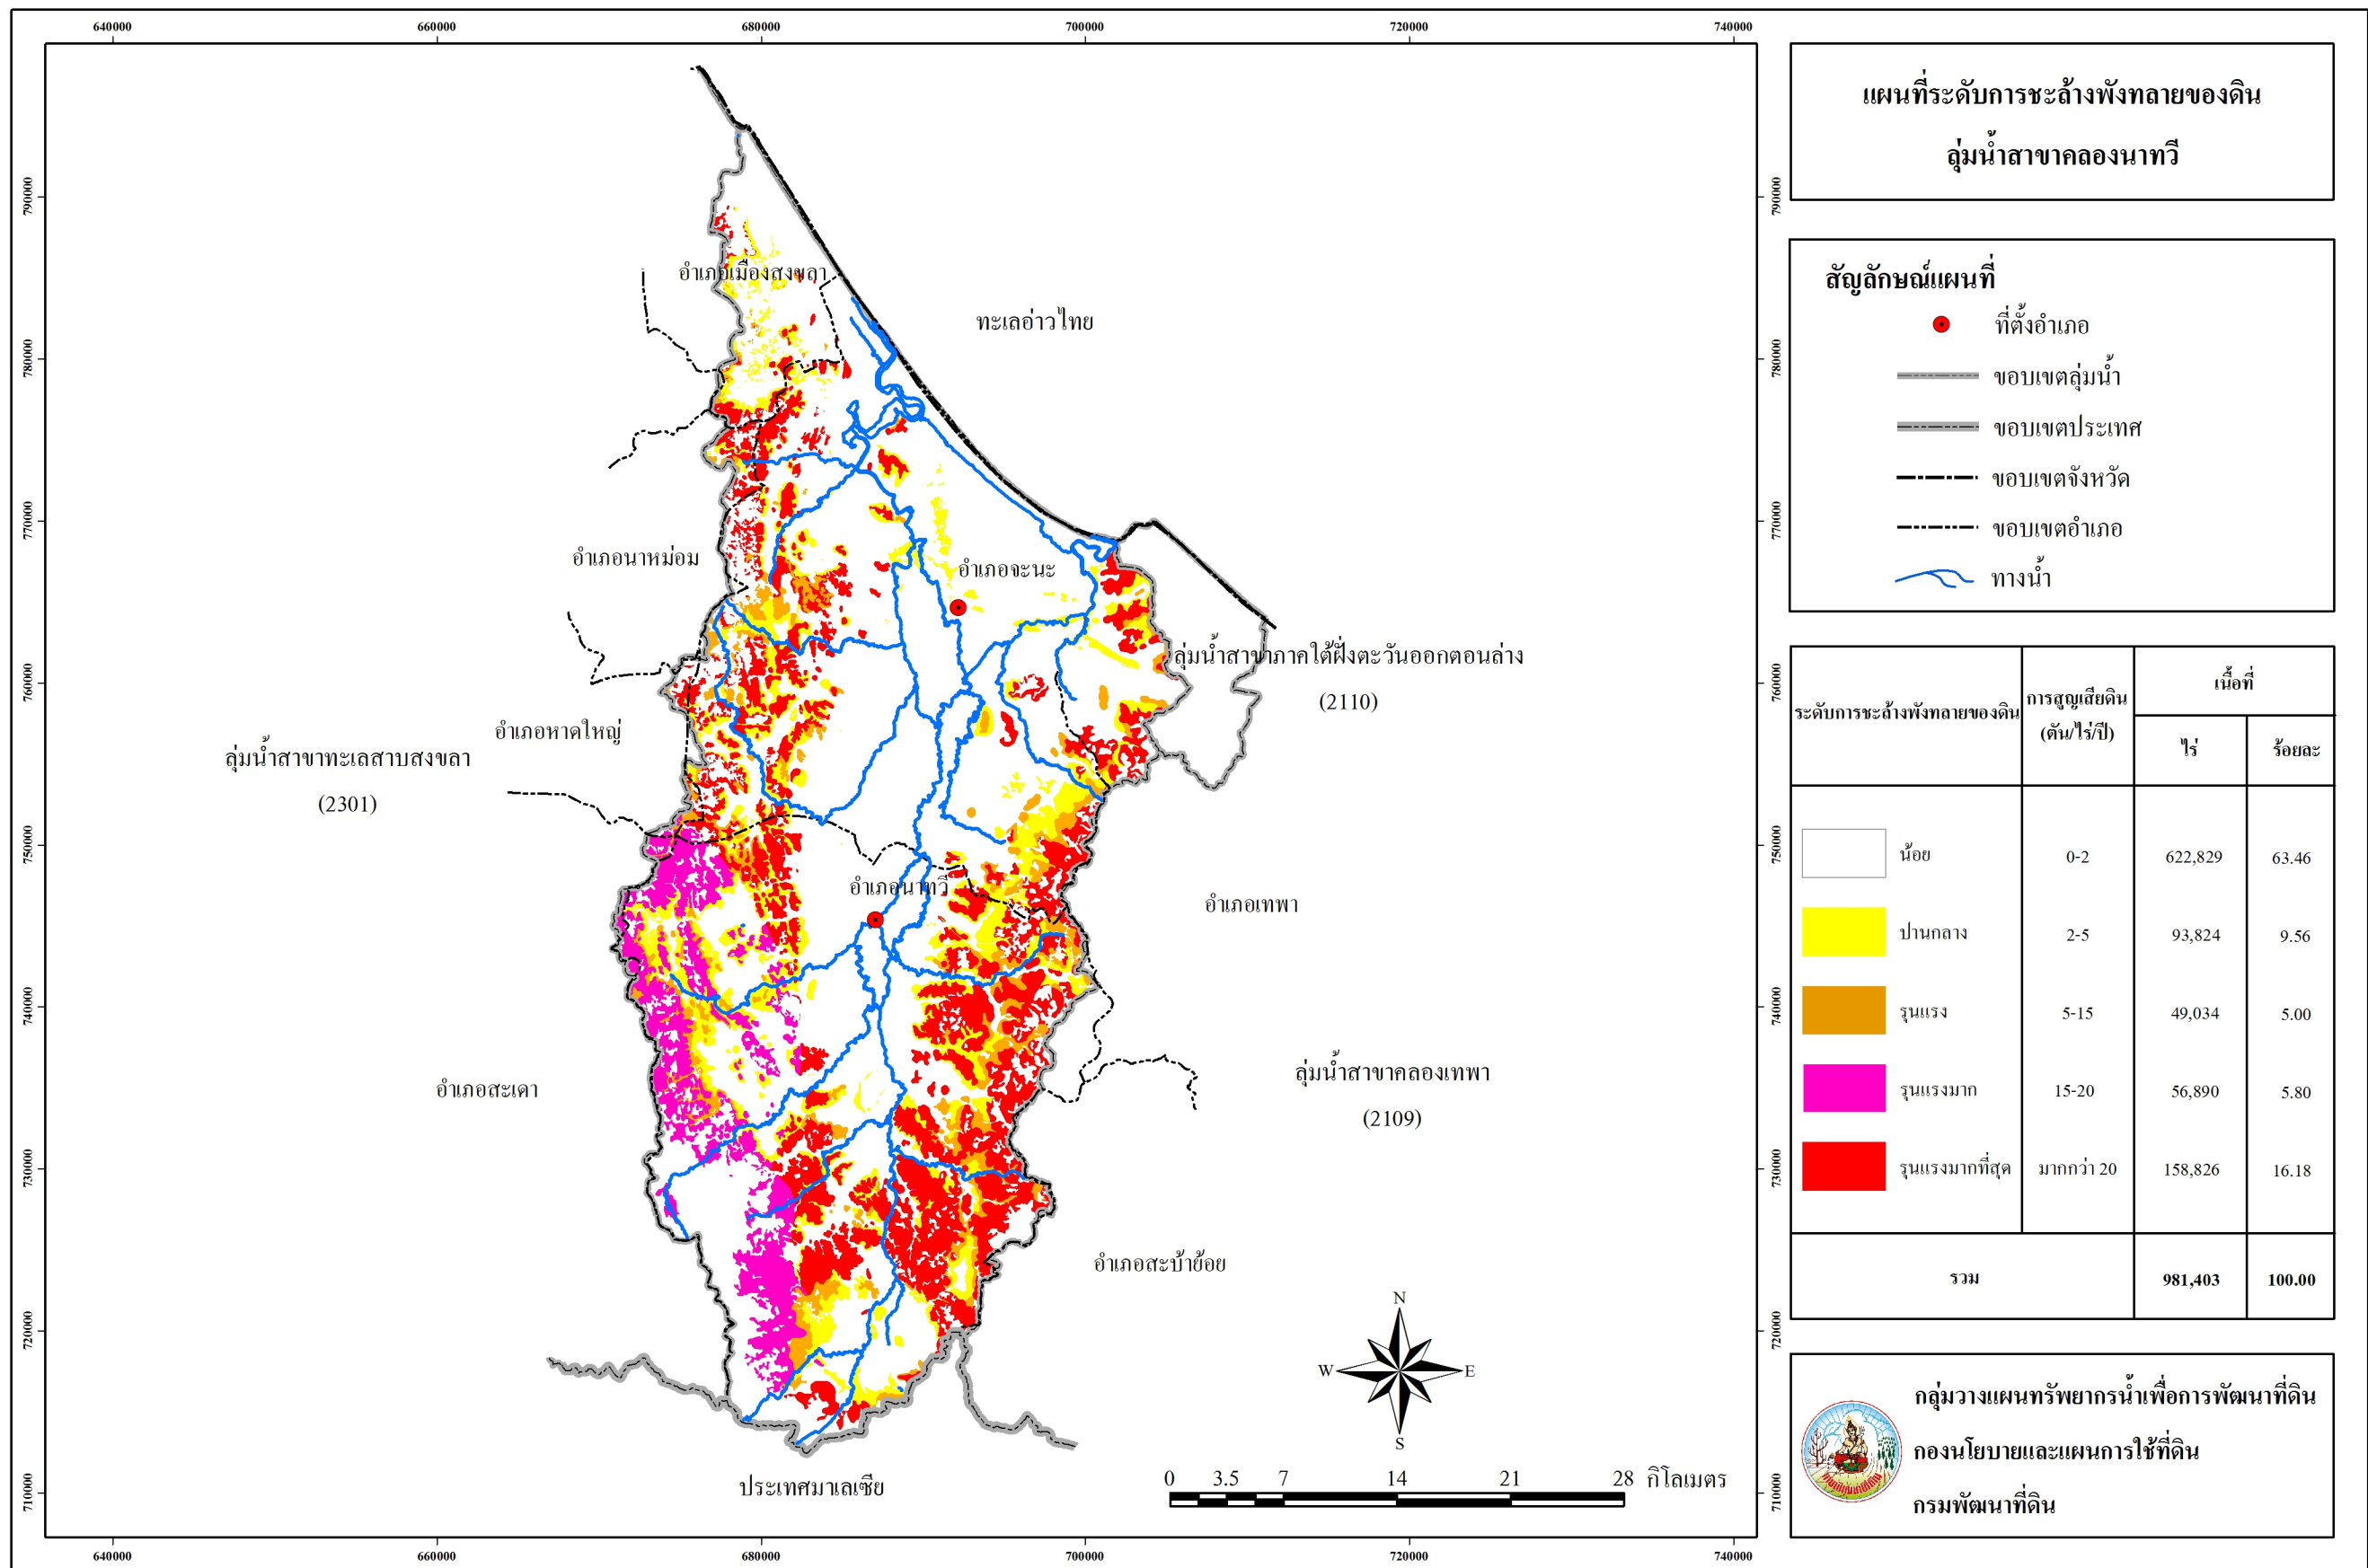 640000 660000 680000 700000 720000 740000
แผนที่ระดับการชะล้างพังทลายของดิน
ลุ่มน้ำสาขาคลองนาทวี
สัญลักษณ์แผนที่
ที่ตั้งอำเภอ
ขอบเขตลุ่มน้ำ
ขอบเขตประเทศ
ขอบเขตจังหวัด
ขอบเขตอำเภอ
ทางน้ำ
ระดับการชะล้างพังทลายของดิน การสูญเสียดิน (ตัน/ไร่/ปี) เนื้อที่
ไร่ ร้อยละ
น้อย 0-2 622,829 63.46
ปานกลาง 2-5 93,824 9.56
รุนแรง 5-15 49,034 5.00
รุนแรงมาก 15-20 56,890 5.80
รุนแรงมากที่สุด มากกว่า 20 158,826 16.18
รวม 981,403 100.00
กลุ่มวางแผนทรัพยากรน้ำเพื่อการพัฒนาที่ดิน
กองนโยบายและแผนการใช้ที่ดิน
กรมพัฒนาที่ดิน
790000 790000
780000 780000
770000 770000
760000 760000
750000 750000
740000 740000
730000 730000
720000 720000
710000 710000
อำเภอเมืองสงขลา
ทะเลอ่าวไทย
อำเภอนาหม่อม
อำเภอจะนะ
ลุ่มน้ำสาขาภาคใต้ฝั่งตะวันออกตอนล่าง
(2110)
อำเภอหาดใหญ่
ลุ่มน้ำสาขาทะเลสาบสงขลา
(2301)
อำเภอนาทวี
อำเภอเทพา
อำเภอสะเดา
ลุ่มน้ำสาขาคลองเทพา
(2109)
อำเภอสะบ้าย้อย
N
W E
S
ประเทศมาเลเซีย
0 3.5 7 14 21 28 กิโลเมตร
640000 660000 680000 700000 720000 740000